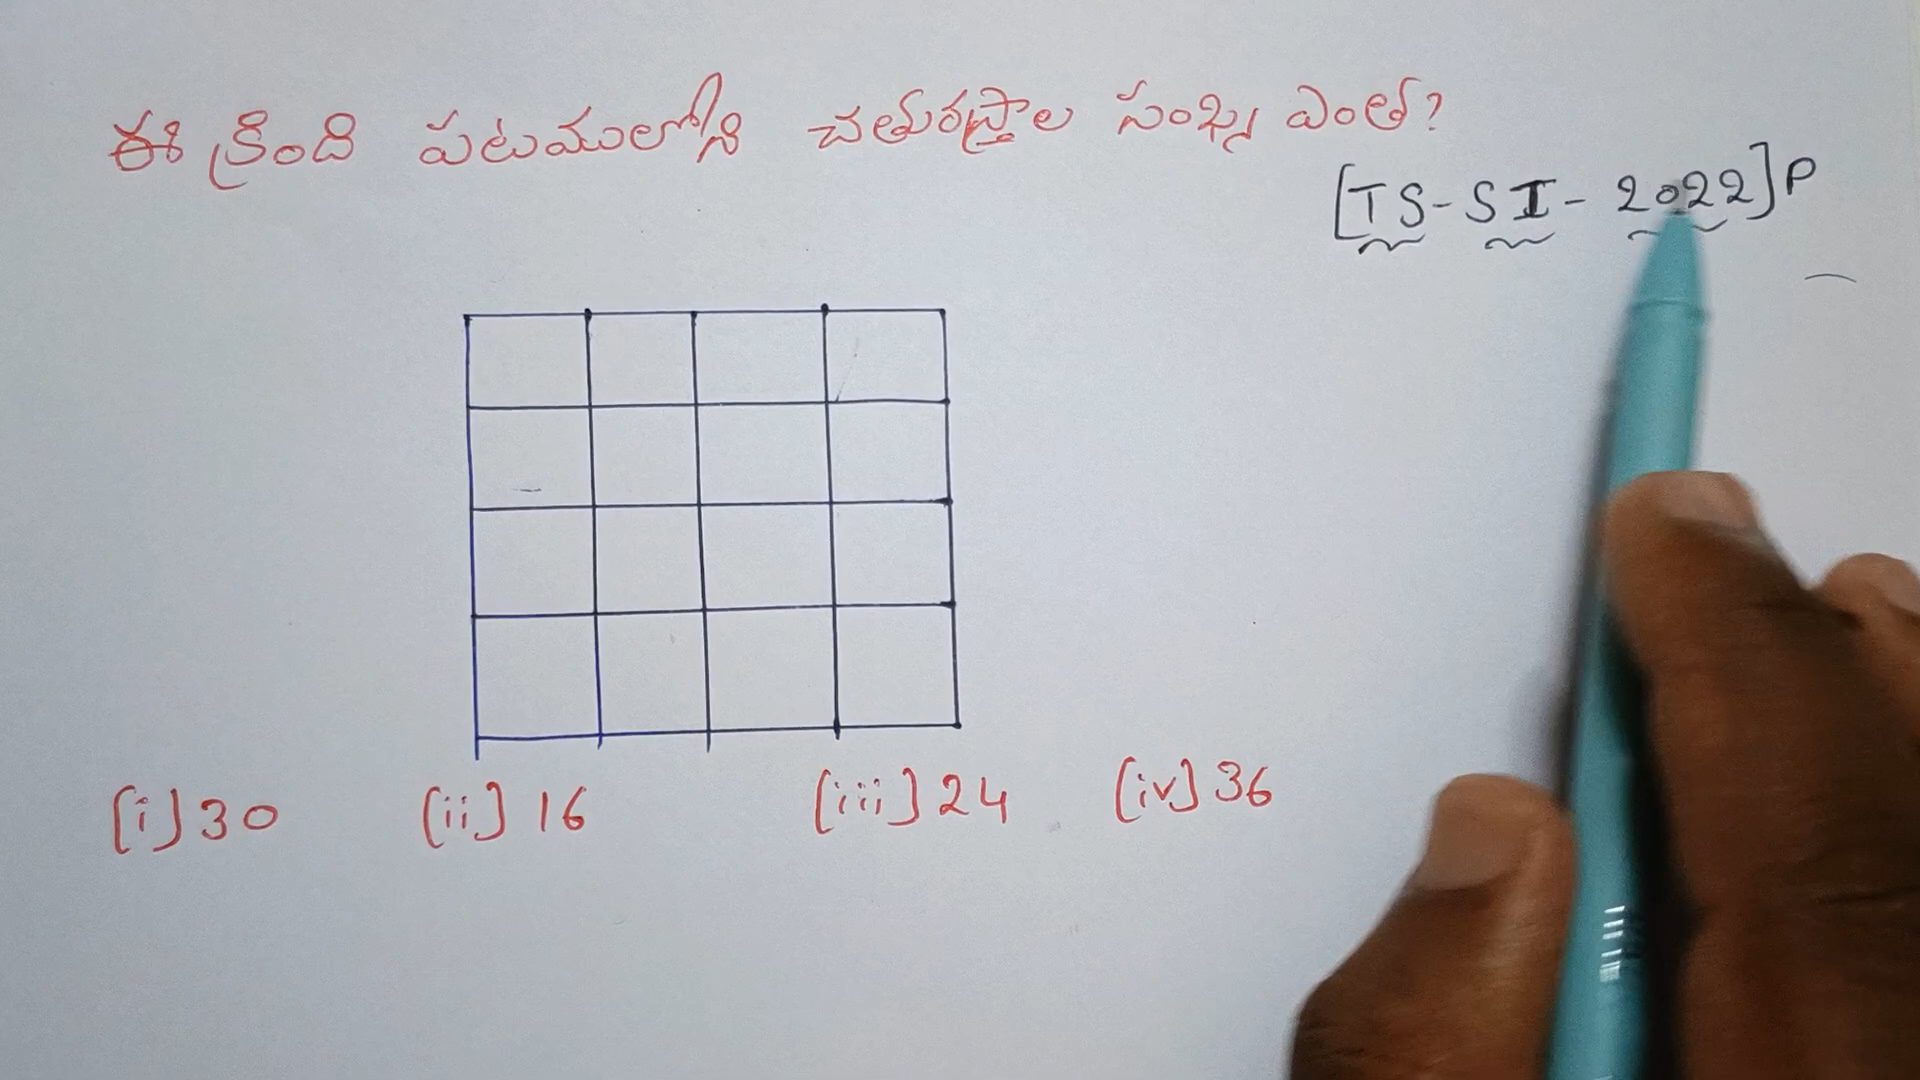 ఈ క్రింది పటములోని చతురస్రాల సంఖ్య ఎంత?
[TS-SI-2022]P
(i) 30 (ii) 16 (iii) 24 (iv) 36